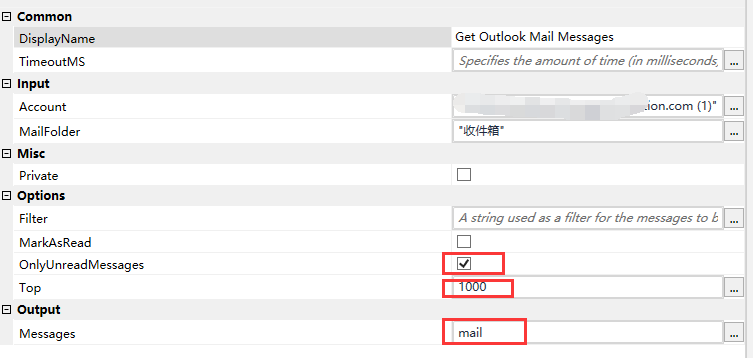 Common
DisplayName Get Outlook Mail Messages
TimeoutMS Specifies the amount of time (in milliseconds, ...
Input
Account tion.com (1)" ...
MailFolder "收件箱" ...
Misc
Private
Options
Filter A string used as a filter for the messages to b ...
MarkAsRead
OnlyUnreadMessages
Top 1000 ...
Output
Messages mail ...